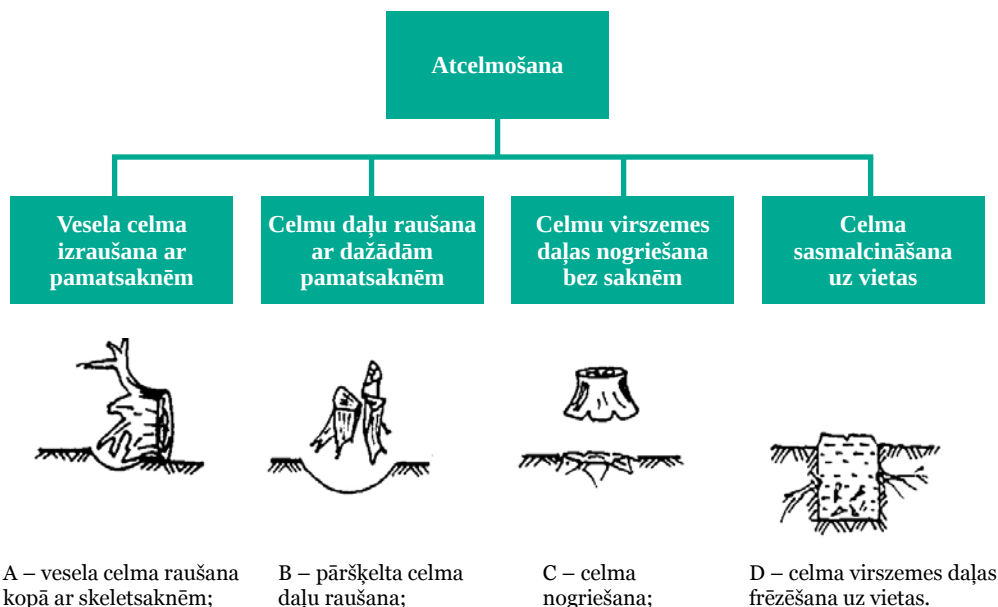 Atcelmošana
Vesela celma
izraušana ar
pamatsaknēm
Celmu daļu raušana
ar dažādām
pamatsaknēm
Celmu virszemes
daļas nogriešana
bez saknēm
Celma
sasmalcināšana
uz vietas
A – vesela celma raušana
kopā ar skeletsaknēm;
B – pāršķelta celma
daļu raušana;
C – celma
nogriešana;
D – celma virszemes daļas
frēzēšana uz vietas.